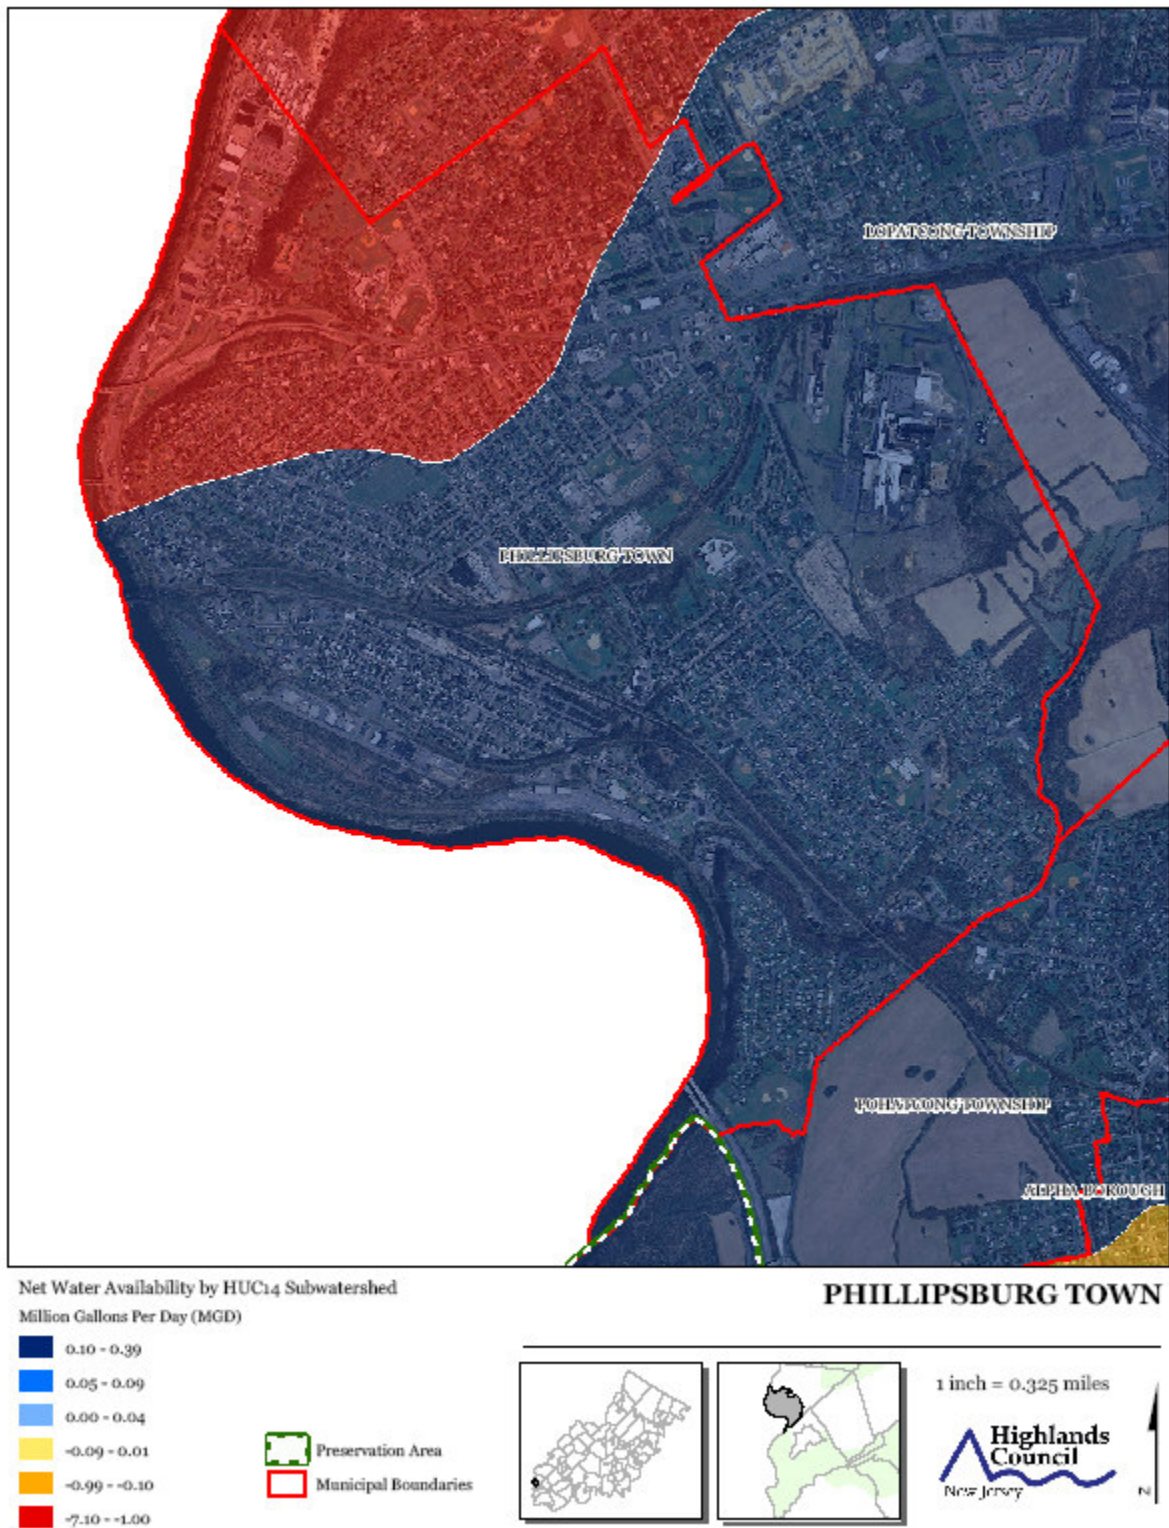 LOPATCONG TOWNSHIP
PHILLIPSBURG TOWN
POHATCONG TOWNSHIP
ALPHA BOROUGH
Net Water Availability by HUC14 Subwatershed
Million Gallons Per Day (MGD)
0.10 - 0.39
0.05 - 0.09
0.00 - 0.04
-0.09 - 0.01
-0.99 - -0.10
-7.10 - -1.00
Preservation Area
Municipal Boundaries
PHILLIPSBURG TOWN
1 inch = 0.325 miles
Highlands
Council
New Jersey
N